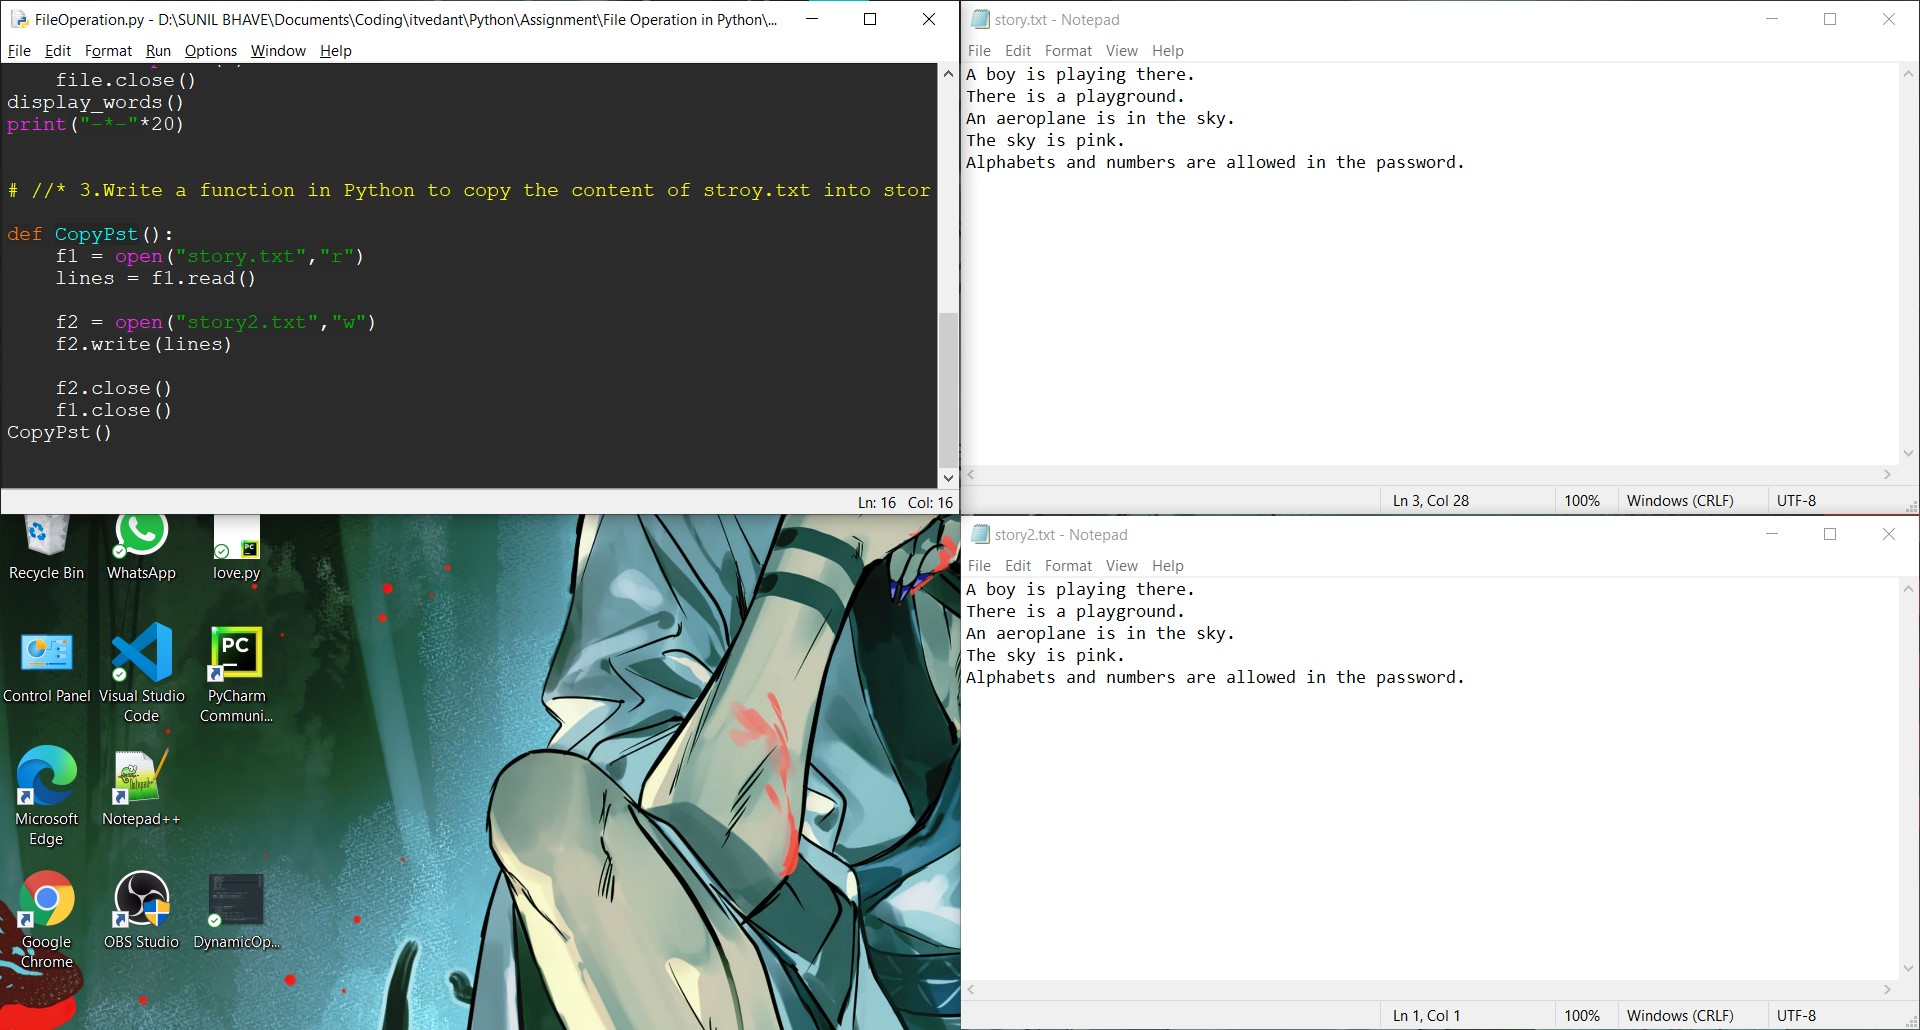 FileOperation.py - D:\SUNIL BHAVE\Documents\Coding\itvedant\Python\Assignment\File Operation in Python\...
File Edit Format Run Options Window Help
    file.close()
display_words()
print("-*-"*20)
# //* 3.Write a function in Python to copy the content of stroy.txt into stor
def CopyPst():
    f1 = open("story.txt","r")
    lines = f1.read()
    f2 = open("story2.txt","w")
    f2.write(lines)
    f2.close()
    f1.close()
CopyPst()
Ln: 16 Col: 16
story.txt - Notepad
File Edit Format View Help
A boy is playing there.
There is a playground.
An aeroplane is in the sky.
The sky is pink.
Alphabets and numbers are allowed in the password.
Ln 3, Col 28 100% Windows (CRLF) UTF-8
story2.txt - Notepad
File Edit Format View Help
A boy is playing there.
There is a playground.
An aeroplane is in the sky.
The sky is pink.
Alphabets and numbers are allowed in the password.
Ln 1, Col 1 100% Windows (CRLF) UTF-8
Recycle Bin
WhatsApp
PC
love.py
Control Panel
Visual Studio
Code
PC
PyCharm
Communi...
Microsoft
Edge
Notepad++
Google
Chrome
OBS Studio
DynamicOp...